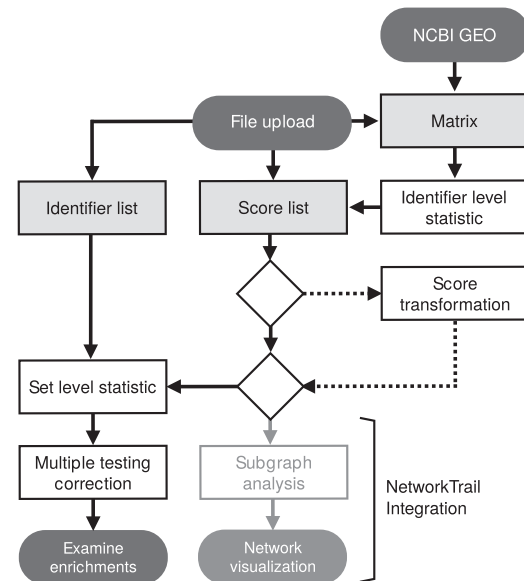 NCBI GEO
File upload
Matrix
Identifier list
Score list
Identifier level
statistic
Score
transformation
Set level statistic
Multiple testing
correction
Subgraph
analysis
NetworkTrail
Integration
Examine
enrichments
Network
visualization